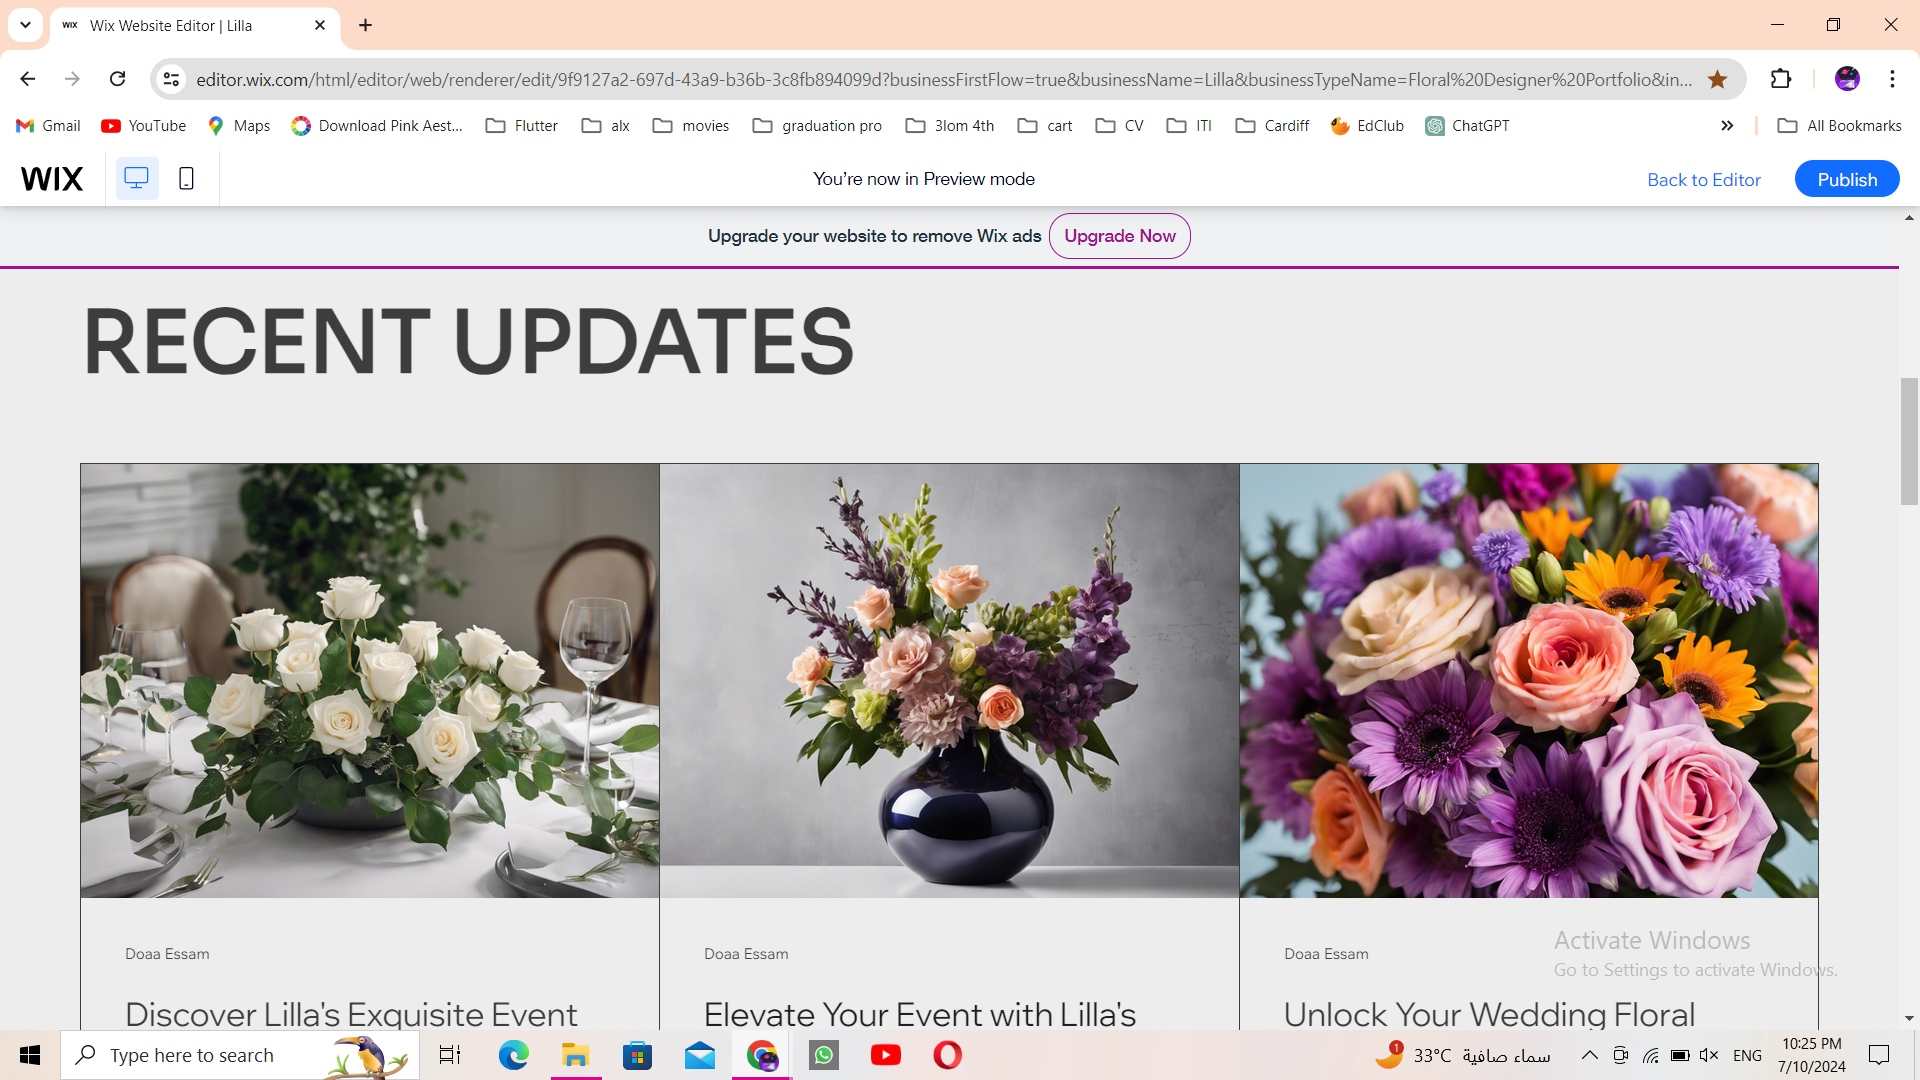 WIX Wix Website Editor | Lilla
editor.wix.com/html/editor/web/renderer/edit/9f9127a2-697d-43a9-b36b-3c8fb894099d?businessFirstFlow=true&businessName=Lilla&businessTypeName=Floral%20Designer%20Portfolio&in...
Gmail YouTube Maps Download Pink Aest... Flutter alx movies graduation pro 3lom 4th cart CV ITI Cardiff EdClub ChatGPT All Bookmarks
WIX You're now in Preview mode Back to Editor Publish
Upgrade your website to remove Wix ads Upgrade Now
RECENT UPDATES
Doaa Essam Doaa Essam Doaa Essam
Activate Windows
Go to Settings to activate Windows.
Discover Lilla's Exquisite Event Elevate Your Event with Lilla's Unlock Your Wedding Floral
Type here to search 1 33°C سماء صافية ENG 10:25 PM
7/10/2024